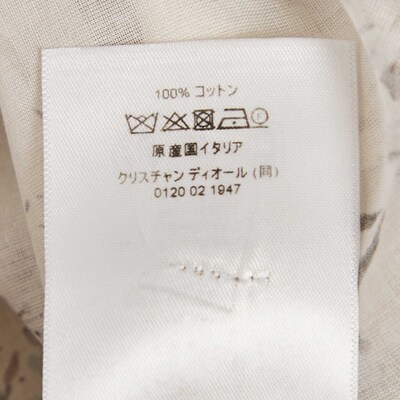 100% コットン
原産国イタリア
クリスチャン ディオール (同)
0120 02 1947